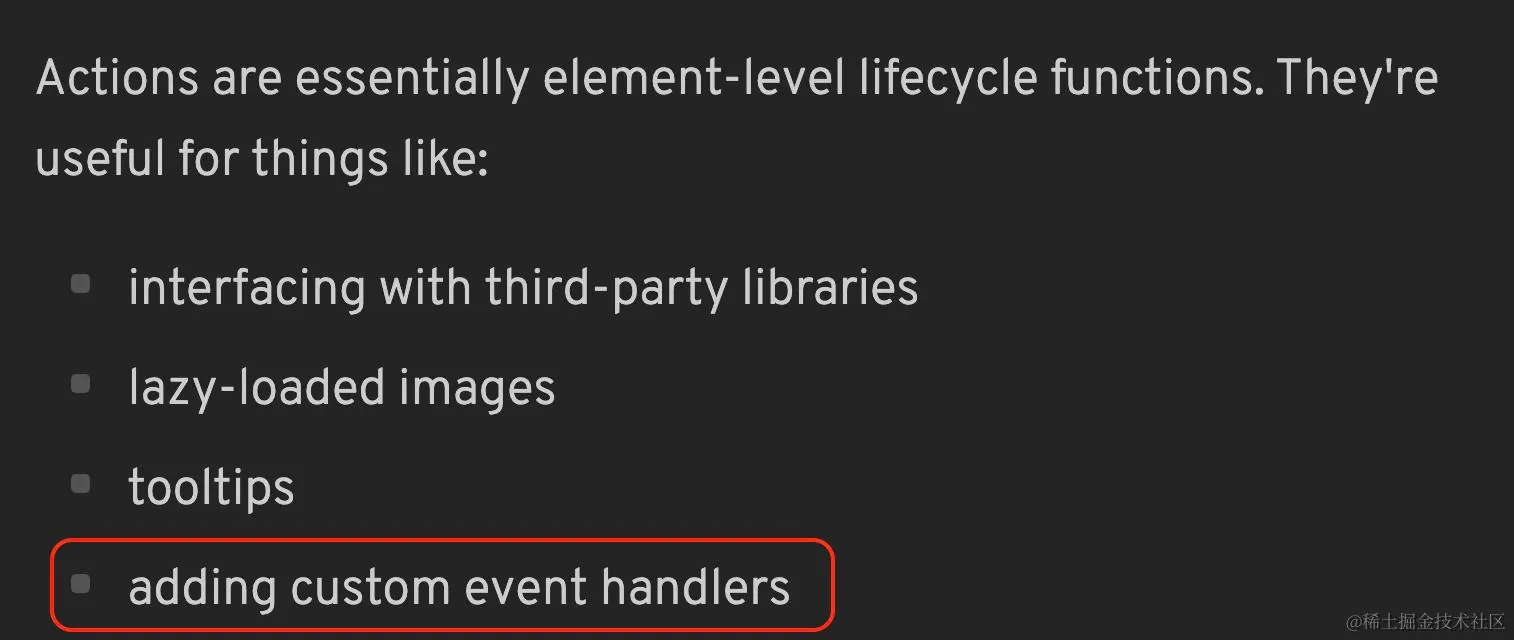 Actions are essentially element-level lifecycle functions. They're
useful for things like:
interfacing with third-party libraries
lazy-loaded images
tooltips
adding custom event handlers
@稀土掘金技术社区